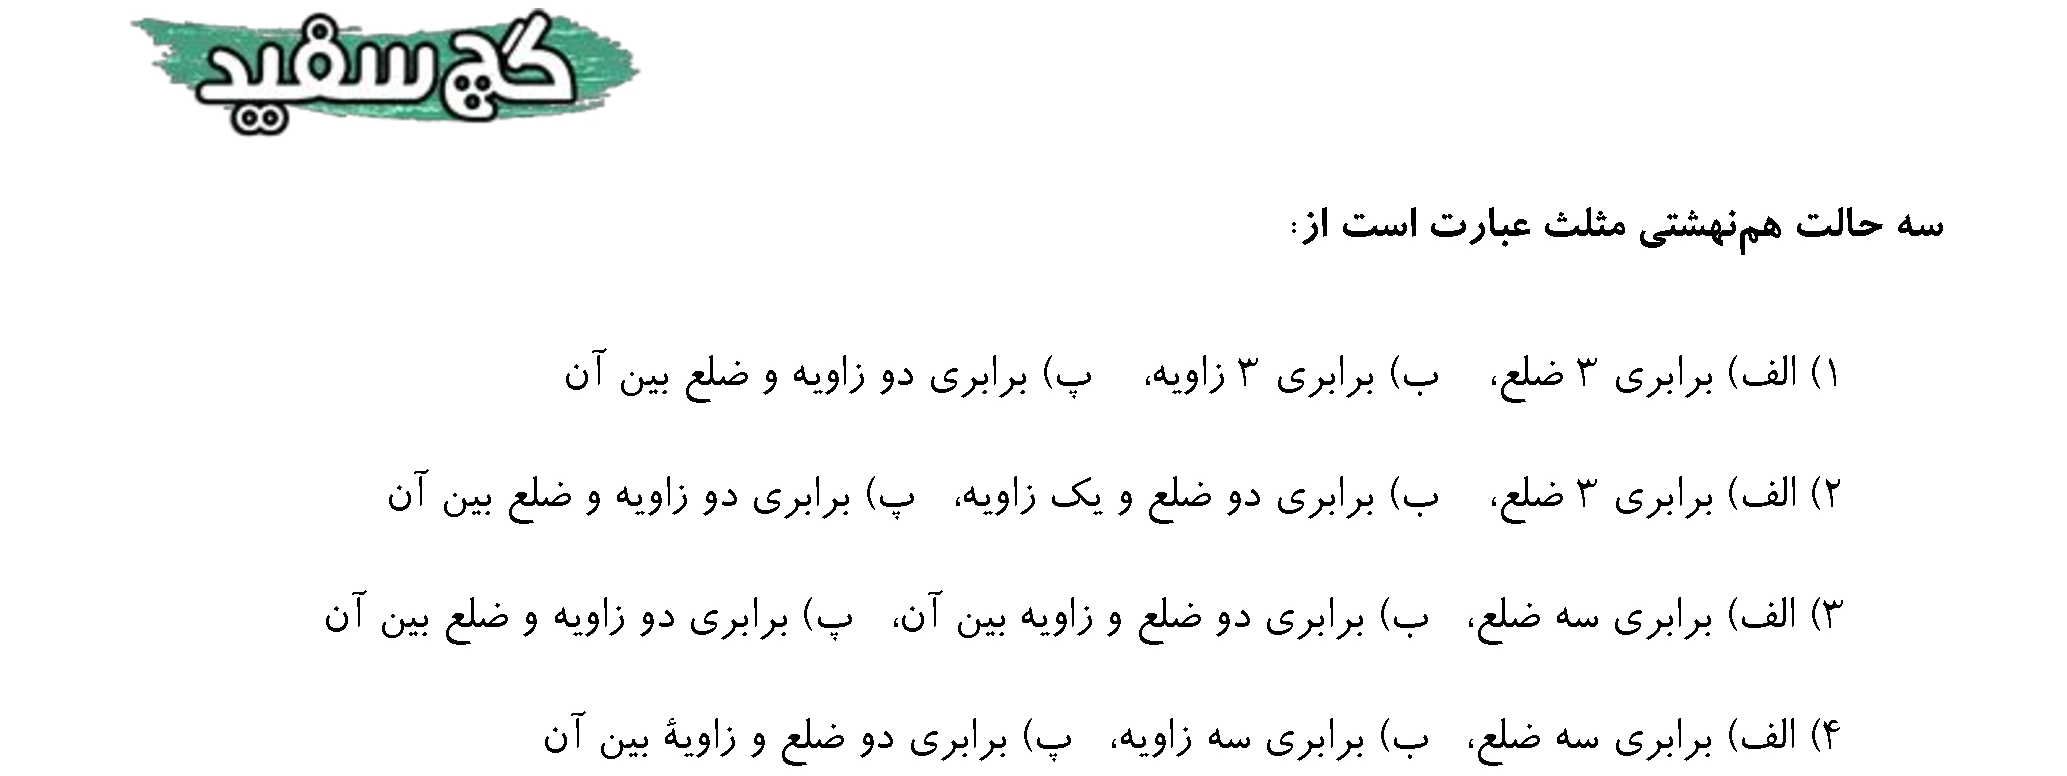 گچ سفید
سه حالت هم‌نهشتی مثلث عبارت است از:
۱) الف) برابری ۳ ضلع، ب) برابری ۳ زاویه، پ) برابری دو زاویه و ضلع بین آن
۲) الف) برابری ۳ ضلع، ب) برابری دو ضلع و یک زاویه، پ) برابری دو زاویه و ضلع بین آن
۳) الف) برابری سه ضلع، ب) برابری دو ضلع و زاویه بین آن، پ) برابری دو زاویه و ضلع بین آن
۴) الف) برابری سه ضلع، ب) برابری سه زاویه، پ) برابری دو ضلع و زاویهٔ بین آن